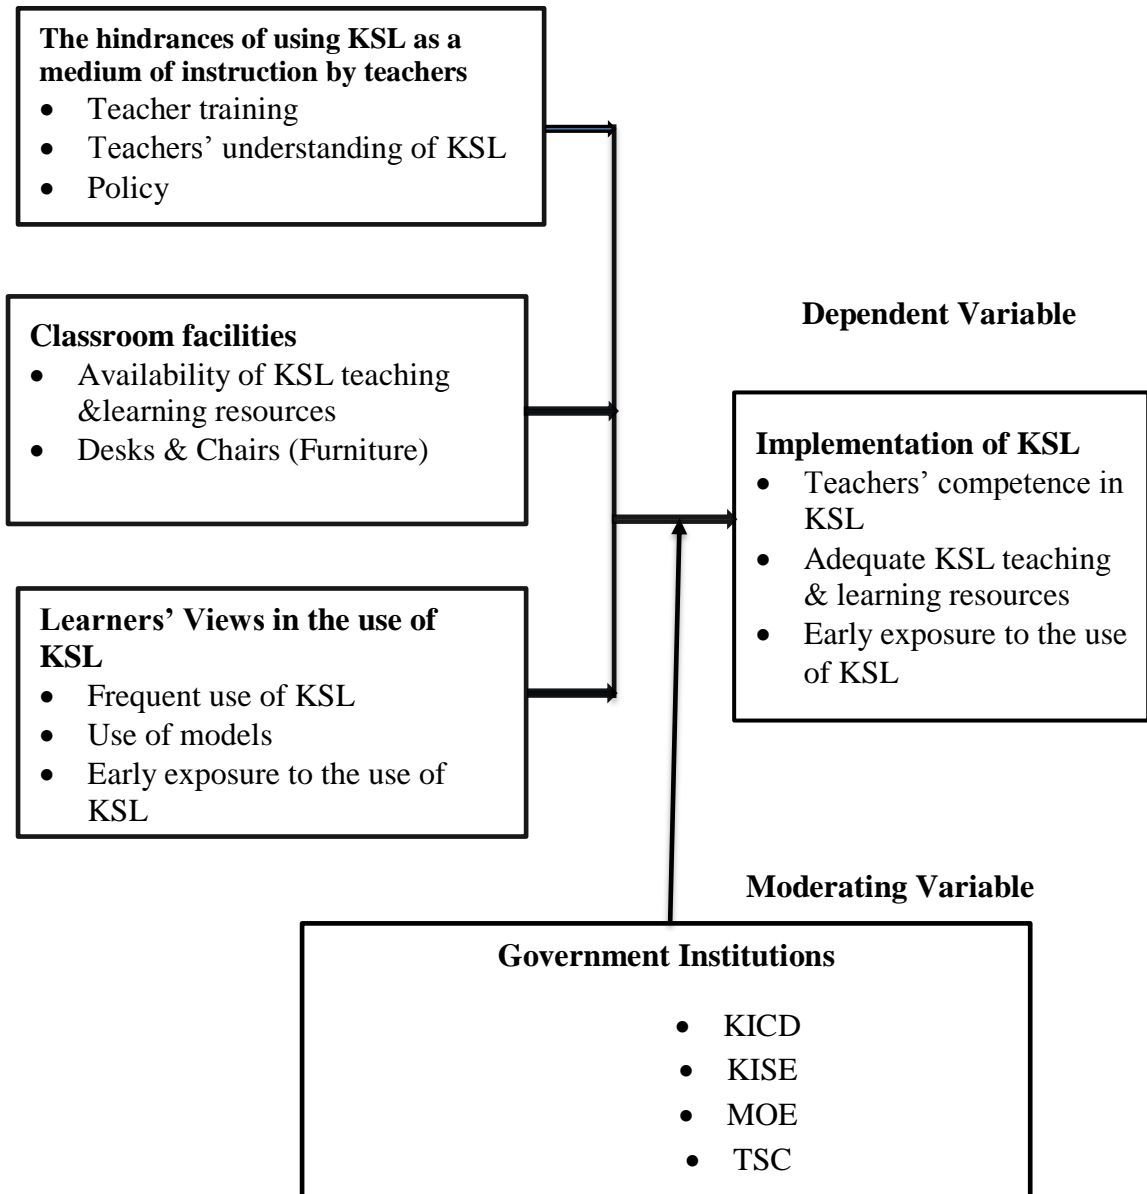 The hindrances of using KSL as a
medium of instruction by teachers
• Teacher training
• Teachers’ understanding of KSL
• Policy
Classroom facilities
• Availability of KSL teaching
&learning resources
• Desks & Chairs (Furniture)
Learners’ Views in the use of
KSL
• Frequent use of KSL
• Use of models
• Early exposure to the use of
KSL
Dependent Variable
Implementation of KSL
• Teachers’ competence in
KSL
• Adequate KSL teaching
& learning resources
• Early exposure to the use
of KSL
Moderating Variable
Government Institutions
• KICD
• KISE
• MOE
• TSC